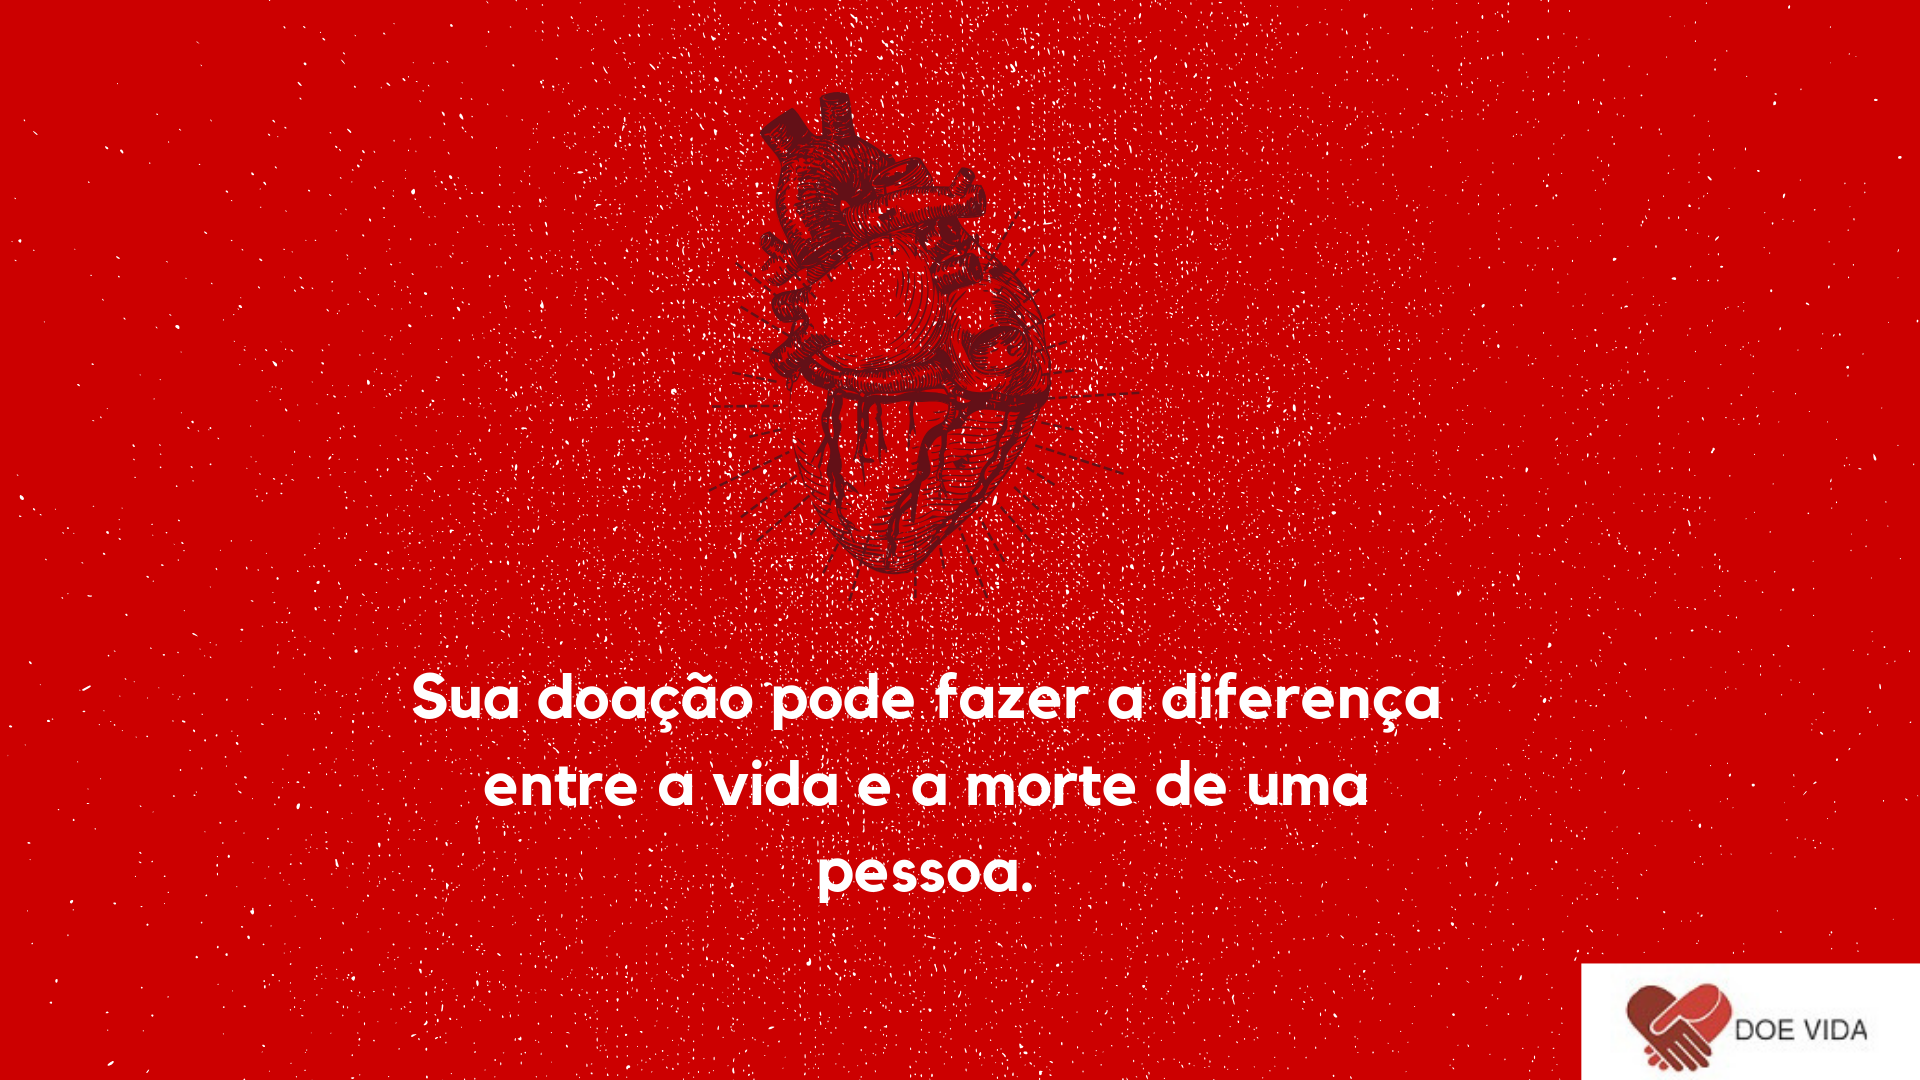 Sua doação pode fazer a diferença
entre a vida e a morte de uma
pessoa.
DOE VIDA